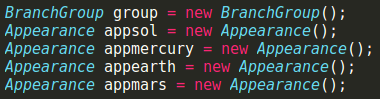 BranchGroup group = new BranchGroup();
Appearance appsol = new Appearance();
Appearance appmercury = new Appearance();
Appearance appearth = new Appearance();
Appearance appmars = new Appearance();